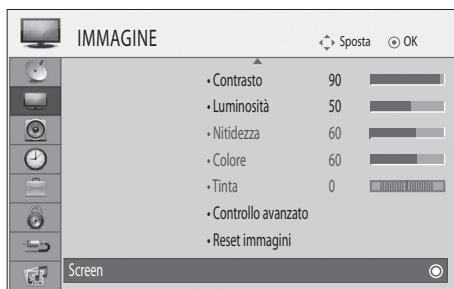 IMMAGINE
Sposta OK
• Contrasto 90
• Luminosità 50
• Nitidezza 60
• Colore 60
• Tinta 0
• Controllo avanzato
• Reset immagini
Screen